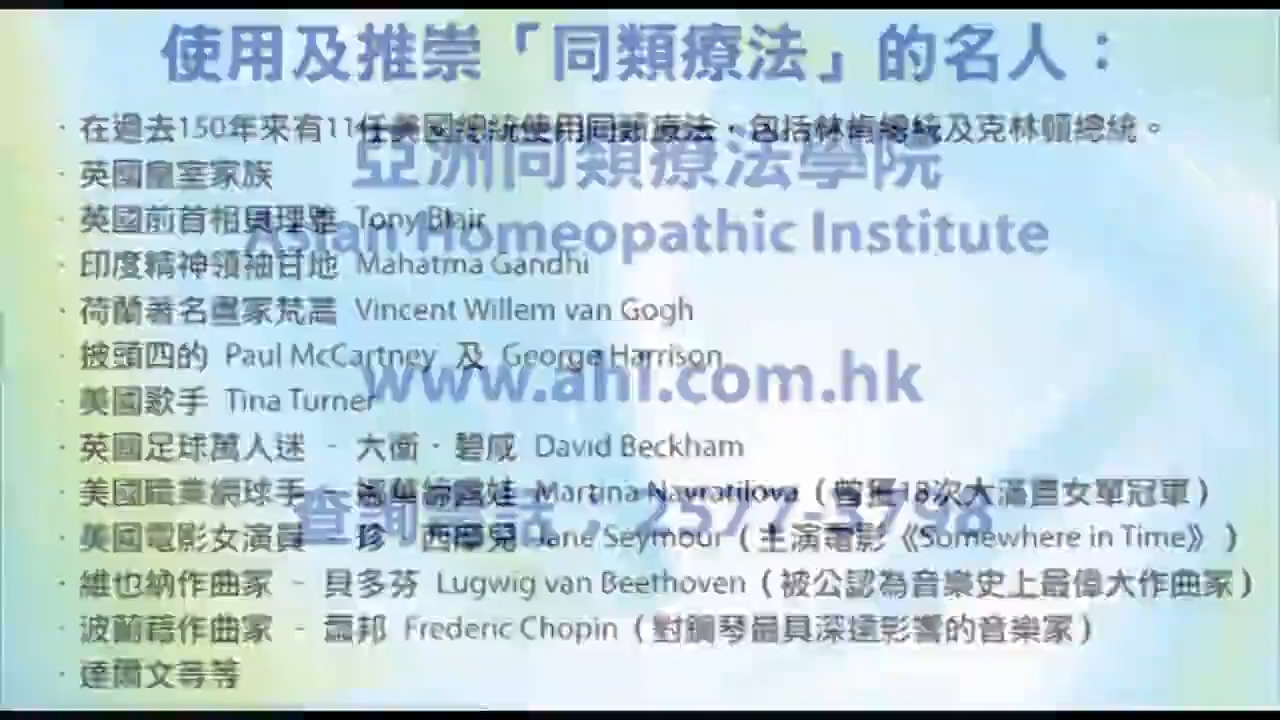 使用及推崇「同類療法」的名人：
· 在過去150年來有11任美國總統使用同類療法，包括林肯總統及克林頓總統。
亞洲同類療法學院
· 英國皇室家族
· 英國前首相貝理雅 Tony Blair
Asian Homeopathic Institute
· 印度精神領袖甘地 Mahatma Gandhi
· 荷蘭著名畫家梵高 Vincent Willem van Gogh
· 披頭四的 Paul McCartney 及 George Harrison
www.ahi.com.hk
· 美國歌手 Tina Turner
· 英國足球萬人迷 - 大衛·碧咸 David Beckham
· 美國職業網球手 - Martina Navratilova（曾獲18次大滿貫女單冠軍）
查詢電話：2577-3798
· 美國電影女演員 - 珍·西摩兒 Jane Seymour（主演電影《Somewhere in Time》）
· 維也納作曲家 - 貝多芬 Lugwig van Beethoven（被公認為音樂史上最偉大作曲家）
· 波蘭籍作曲家 - 蕭邦 Frederic Chopin（對鋼琴最具深遠影響的音樂家）
· 達爾文等等